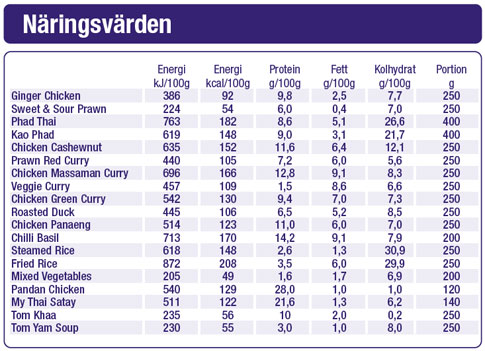 Näringsvärden
Energi Energi Protein Fett Kolhydrat Portion
kJ/100g kcal/100g g/100g g/100g g/100g g
Ginger Chicken 386 92 9,8 2,5 7,7 250
Sweet & Sour Prawn 224 54 6,0 0,4 7,0 250
Phad Thai 763 182 8,6 5,1 26,6 400
Kao Phad 619 148 9,0 3,1 21,7 400
Chicken Cashewnut 635 152 11,6 6,4 12,1 250
Prawn Red Curry 440 105 7,2 6,0 5,6 250
Chicken Massaman Curry 696 166 12,8 9,1 8,3 250
Veggie Curry 457 109 1,5 8,6 6,6 250
Chicken Green Curry 542 130 9,4 7,0 7,3 250
Roasted Duck 445 106 6,5 5,2 8,5 250
Chicken Panaeng 514 123 11,0 6,0 7,0 250
Chilli Basil 713 170 14,2 9,1 7,9 200
Steamed Rice 618 148 2,6 1,3 30,9 250
Fried Rice 872 208 3,5 6,0 29,9 250
Mixed Vegetables 205 49 1,6 1,7 6,9 200
Pandan Chicken 540 129 28,0 1,0 1,0 120
My Thai Satay 511 122 21,6 1,3 6,2 140
Tom Khaa 235 56 10 2,0 0,2 250
Tom Yam Soup 230 55 3,0 1,0 8,0 250